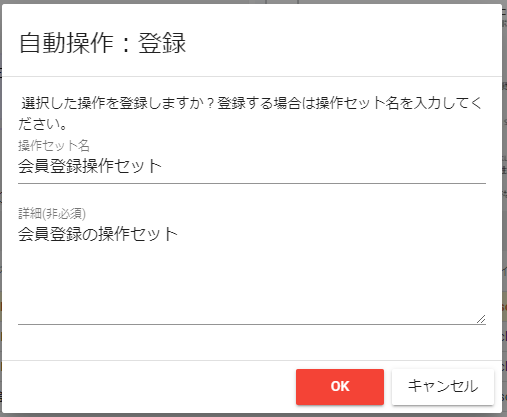 自動操作：登録
選択した操作を登録しますか？登録する場合は操作セット名を入力してく
ださい。
操作セット名
会員登録操作セット
詳細(非必須)
会員登録の操作セット
OK
キャンセル